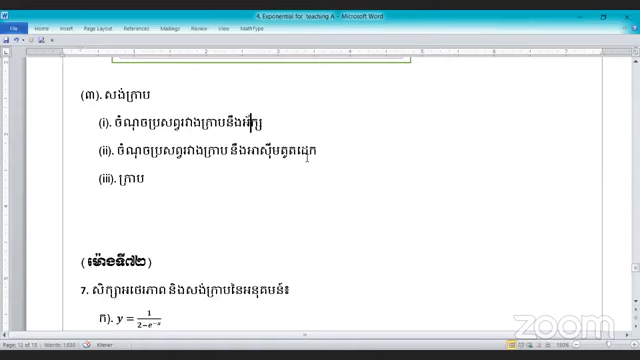 4. Exponential for teaching A - Microsoft Word
File Home Insert Page Layout References Mailings Review View MathType
(៣). សង់ក្រាប
(i). ចំណុចប្រសព្វរវាងក្រាបនឹងអ័ក្ស
(ii). ចំណុចប្រសព្វរវាងក្រាប នឹងអាស៊ីមតូតដេក
(iii). ក្រាប
(ម៉ោងទី៧២)
7. សិក្សាអថេរភាព និងសង់ក្រាបនៃអនុគមន៍ៈ
ក). y = 1/(2−e^−x)
zoom
Page: 12 of 13 Words: 1,030 Khmer 150%